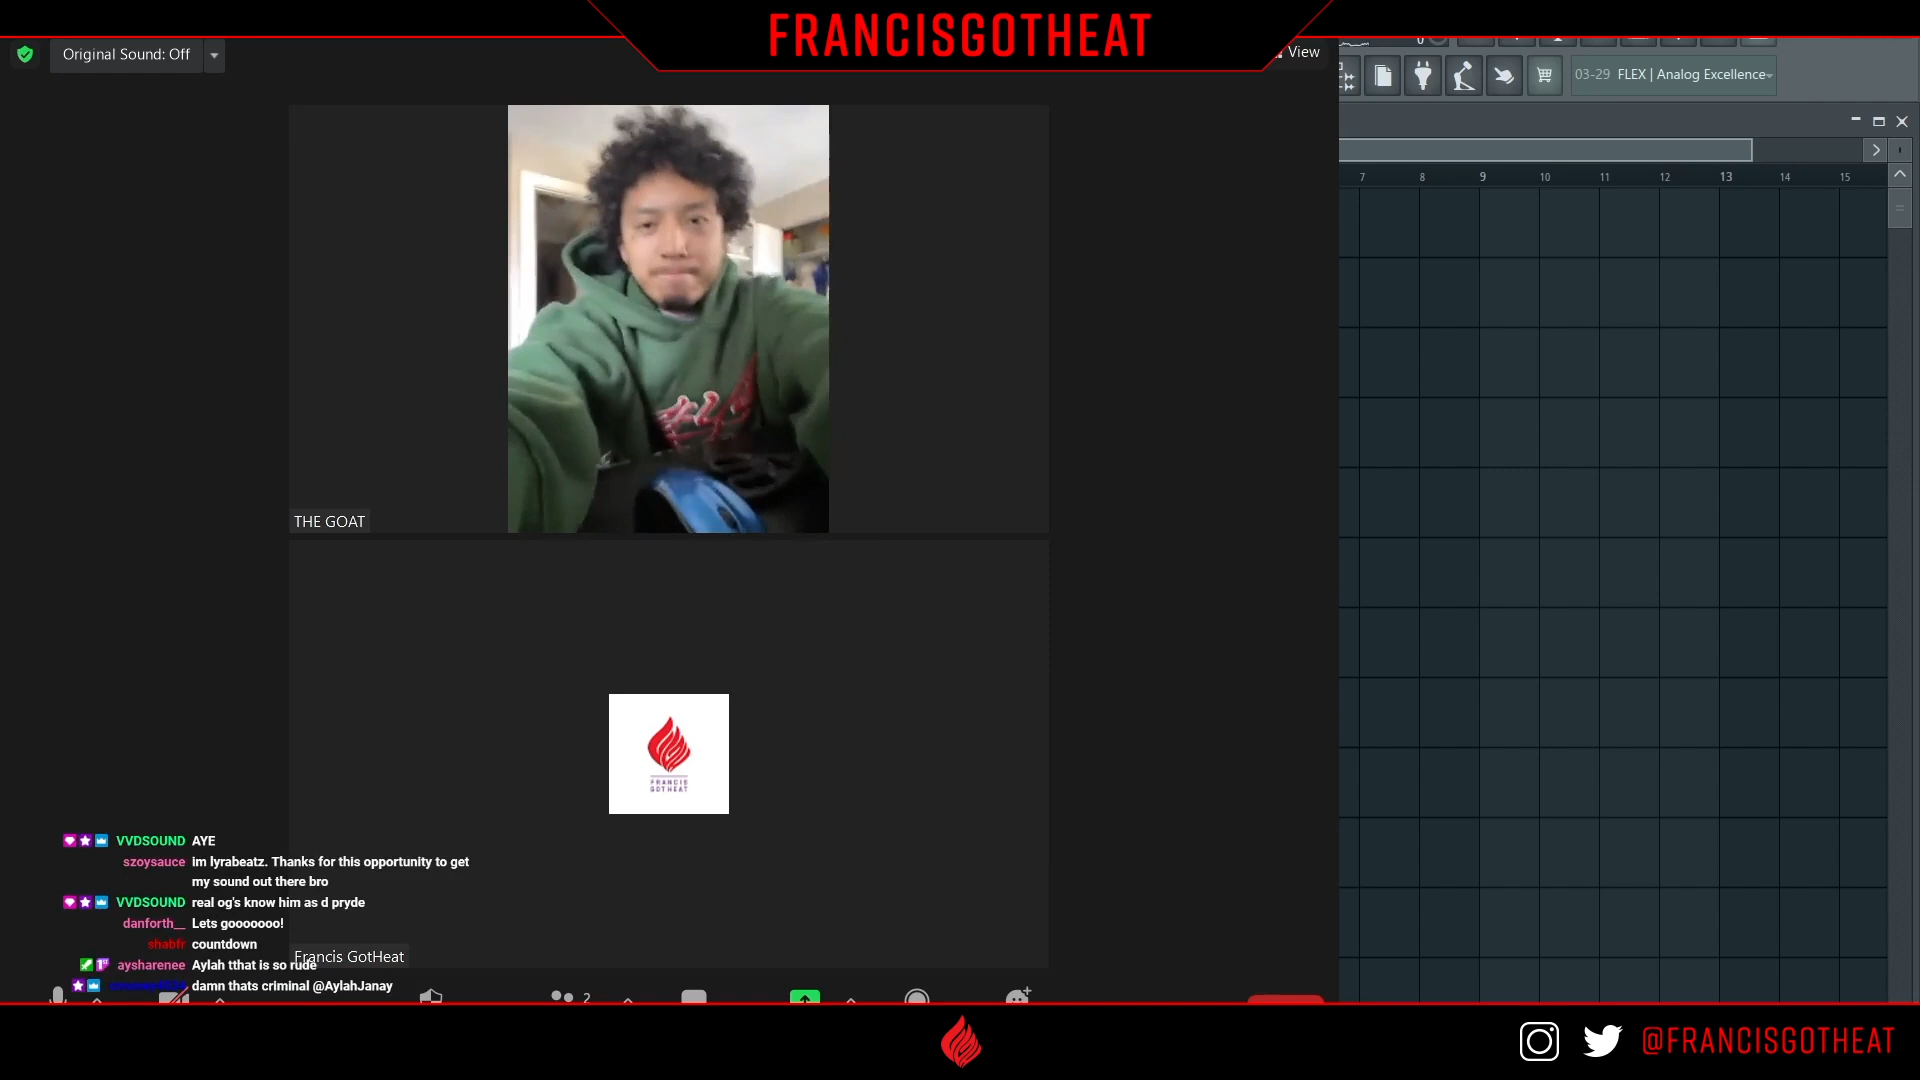 FRANCISGOTHEAT
Original Sound: Off
View
03-29 FLEX | Analog Excellence
7 8 9 10 11 12 13 14 15
THE GOAT
FRANCIS
GOTHEAT
VVDSOUND AYE
szoysauce im lyrabeatz. Thanks for this opportunity to get
my sound out there bro
VVDSOUND real og's know him as d pryde
danforth__ Lets gooooooo!
shabfr countdown
Francis GotHeat
aysharenee Aylah tthat is so rude
damn thats criminal @AylahJanay
2
@FRANCISGOTHEAT